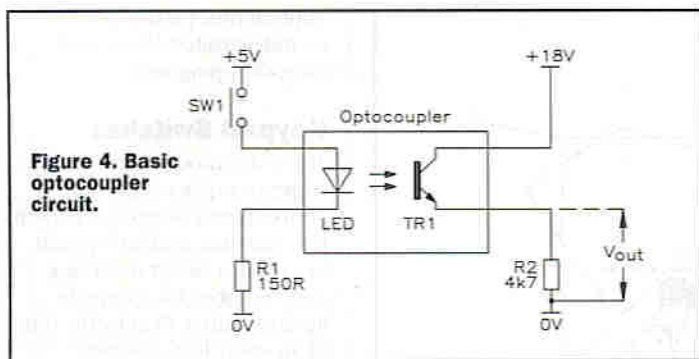 +5V
+18V
SW1
Optocoupler
Figure 4. Basic
optocoupler
circuit.
LED
TR1
R1
150R
R2
4k7
Vout
0V
0V